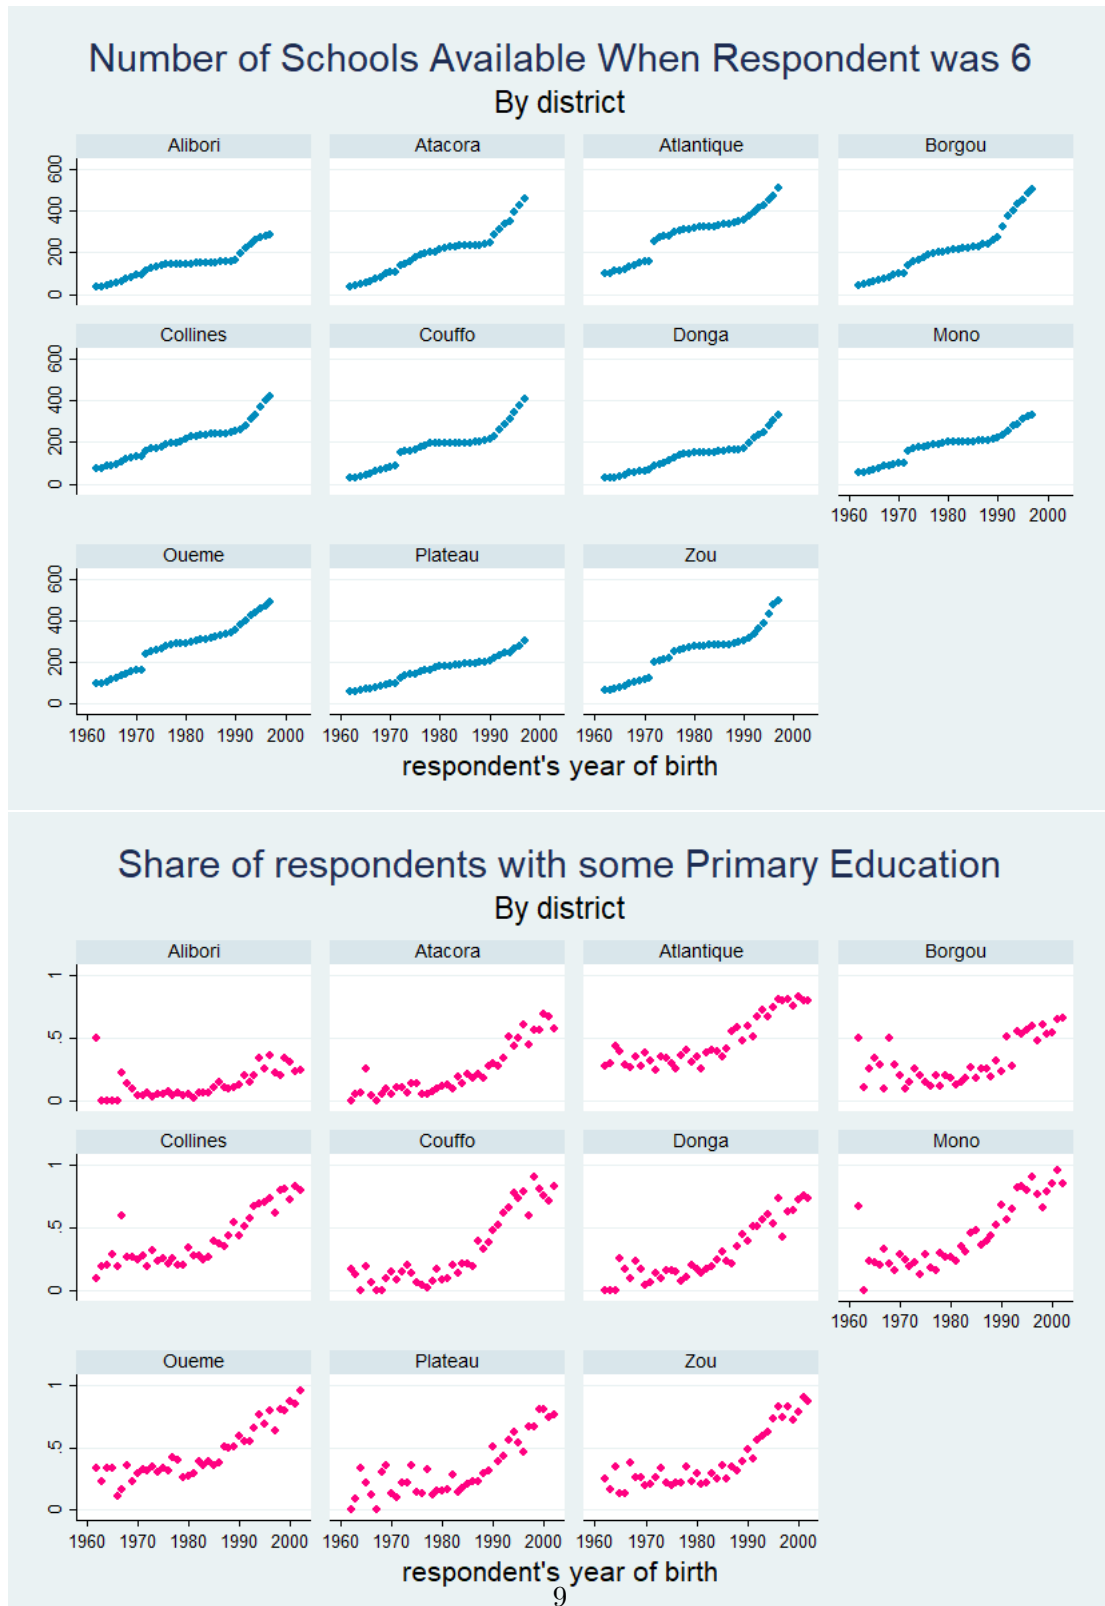 Number of Schools Available When Respondent was 6
By district
Alibori Atacora Atlantique Borgou
600
400
200
0
Collines Couffo Donga Mono
600
400
200
0
1960 1970 1980 1990 2000
Oueme Plateau Zou
600
400
200
0
1960 1970 1980 1990 2000 1960 1970 1980 1990 2000 1960 1970 1980 1990 2000
respondent's year of birth
Share of respondents with some Primary Education
By district
Alibori Atacora Atlantique Borgou
1
.5
0
Collines Couffo Donga Mono
1
.5
0
1960 1970 1980 1990 2000
Oueme Plateau Zou
1
.5
0
1960 1970 1980 1990 2000 1960 1970 1980 1990 2000 1960 1970 1980 1990 2000
respondent's year of birth
9